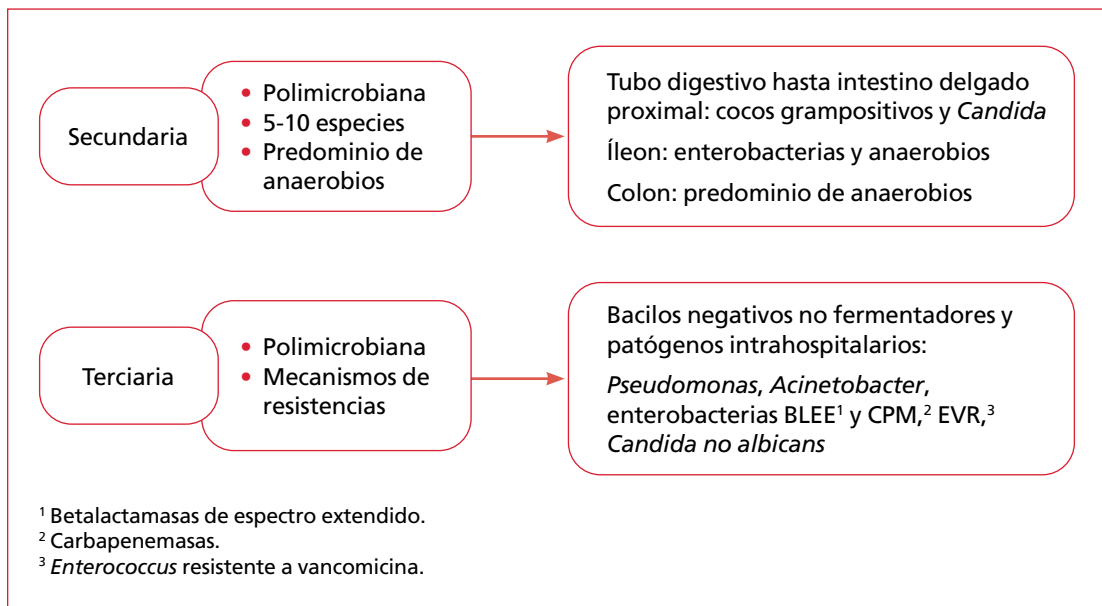 Secundaria
• Polimicrobiana
• 5-10 especies
• Predominio de
anaerobios
Tubo digestivo hasta intestino delgado
proximal: cocos grampositivos y Candida
Íleon: enterobacterias y anaerobios
Colon: predominio de anaerobios
Terciaria
• Polimicrobiana
• Mecanismos de
resistencias
Bacilos negativos no fermentadores y
patógenos intrahospitalarios:
Pseudomonas, Acinetobacter,
enterobacterias BLEE¹ y CPM,² EVR,³
Candida no albicans
¹ Betalactamasas de espectro extendido.
² Carbapenemasas.
³ Enterococcus resistente a vancomicina.